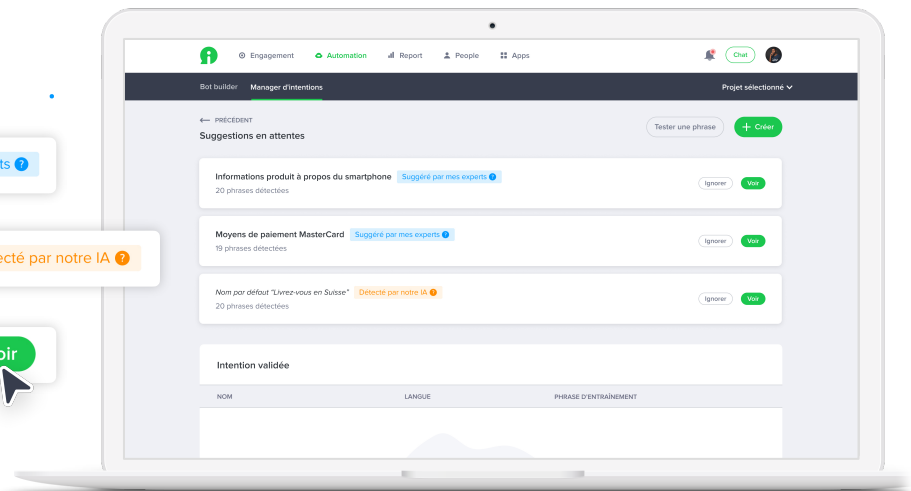 Engagement Automation Report People Apps Chat
Bot builder Manager d'intentions Projet sélectionné
PRÉCÉDENT
Suggestions en attentes
Tester une phrase + Créer
Informations produit à propos du smartphone Suggéré par mes experts ?
20 phrases détectées
Ignorer Voir
Moyens de paiement MasterCard Suggéré par mes experts ?
19 phrases détectées
Ignorer Voir
Nom par défaut "Livrez-vous en Suisse" Détecté par notre IA ?
20 phrases détectées
Ignorer Voir
Intention validée
NOM LANGUE PHRASE D'ENTRAÎNEMENT
ts ?
ecté par notre IA ?
oir